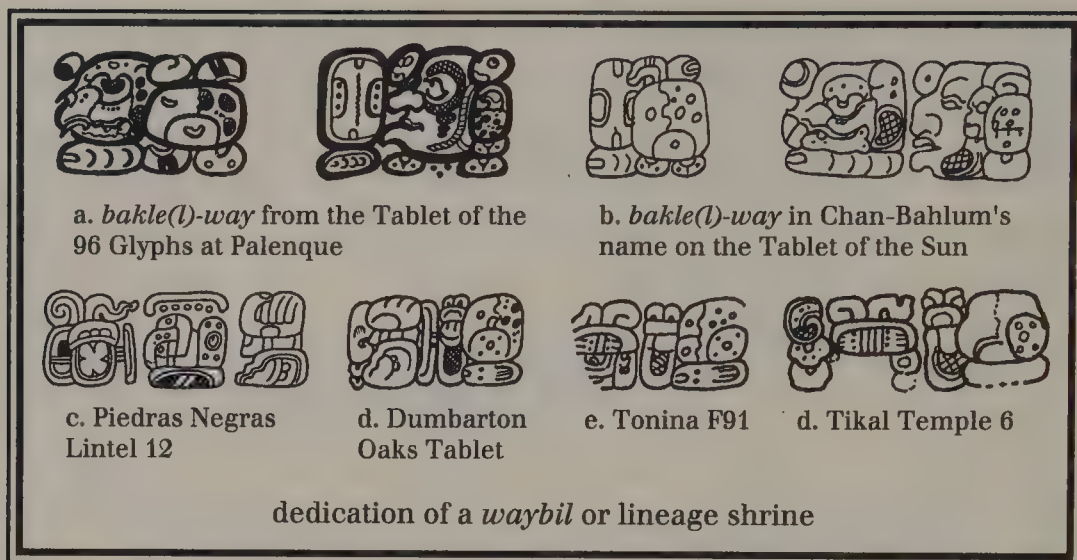 a. bakle(l)-way from the Tablet of the
96 Glyphs at Palenque
b. bakle(l)-way in Chan-Bahlum's
name on the Tablet of the Sun
c. Piedras Negras
Lintel 12
d. Dumbarton
Oaks Tablet
e. Tonina F91
d. Tikal Temple 6
dedication of a waybil or lineage shrine